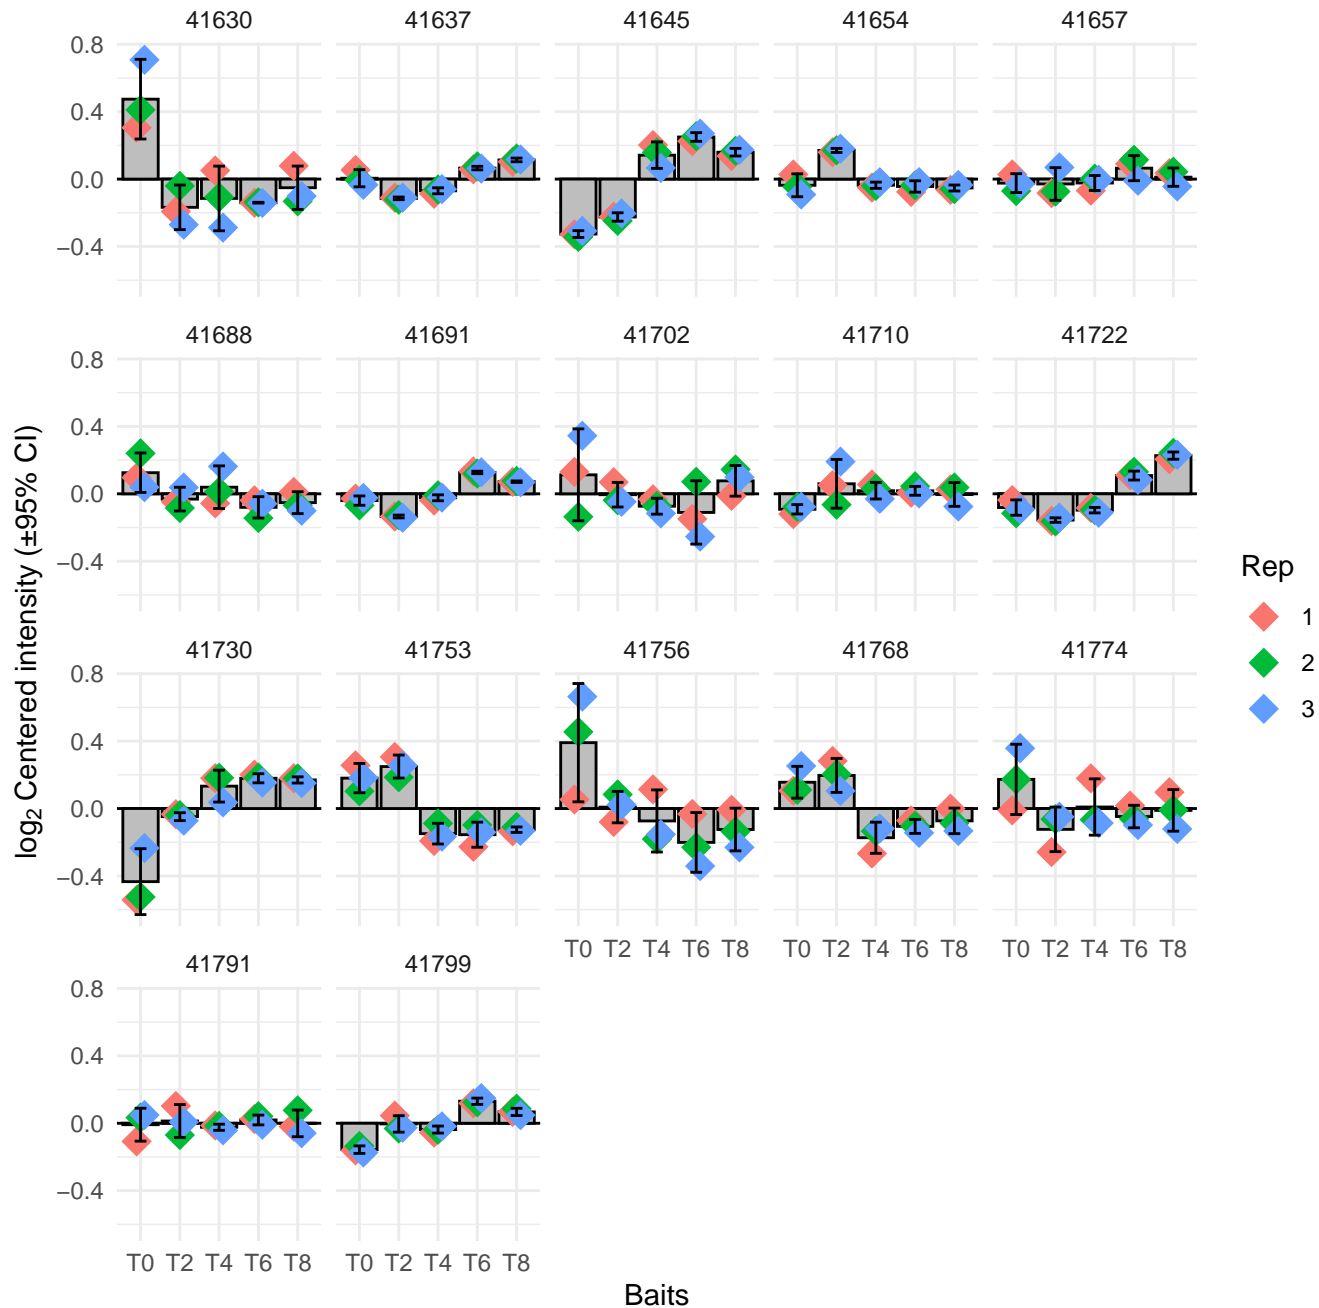 41630 41637 41645 41654 41657
0.8
0.4
0.0
−0.4
41688 41691 41702 41710 41722
0.8
0.4
0.0
−0.4
log2 Centered intensity (±95% CI)
Rep
1
2
3
41730 41753 41756 41768 41774
0.8
0.4
0.0
−0.4
T0 T2 T4 T6 T8 T0 T2 T4 T6 T8 T0 T2 T4 T6 T8
41791 41799
0.8
0.4
0.0
−0.4
T0 T2 T4 T6 T8 T0 T2 T4 T6 T8
Baits